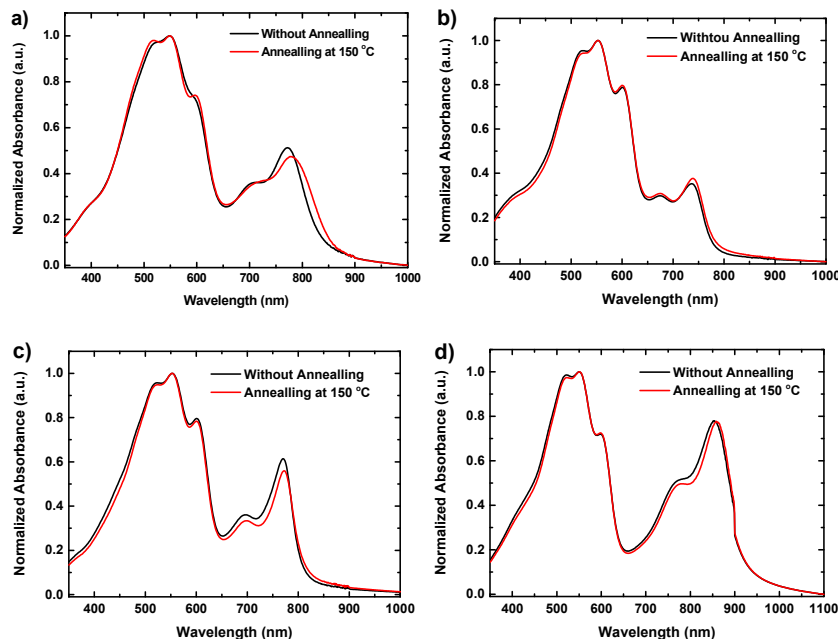 a)
Without Annealling
Annealling at 150 °C
Normalized Absorbance (a.u.)
1.0
0.8
0.6
0.4
0.2
0.0
400 500 600 700 800 900 1000
Wavelength (nm)
b)
Withtou Annealling
Annealling at 150 °C
Normalized Absorbance (a.u.)
1.0
0.8
0.6
0.4
0.2
0.0
400 500 600 700 800 900 1000
Wavelength (nm)
c)
Without Annealling
Annealling at 150 °C
Normalized Absorbance (a.u.)
1.0
0.8
0.6
0.4
0.2
0.0
400 500 600 700 800 900 1000
Wavelength (nm)
d)
Without Annealling
Annealling at 150 °C
Normalized Absorbance (a.u.)
1.0
0.8
0.6
0.4
0.2
0.0
400 500 600 700 800 900 1000 1100
Wavelength (nm)